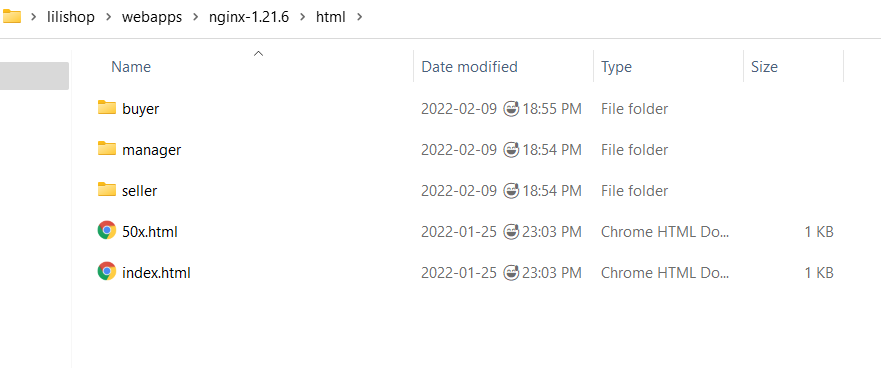 lilishop > webapps > nginx-1.21.6 > html >
Name Date modified Type Size
buyer 2022-02-09 😅 18:55 PM File folder
manager 2022-02-09 😅 18:54 PM File folder
seller 2022-02-09 😅 18:54 PM File folder
50x.html 2022-01-25 😅 23:03 PM Chrome HTML Do... 1 KB
index.html 2022-01-25 😅 23:03 PM Chrome HTML Do... 1 KB